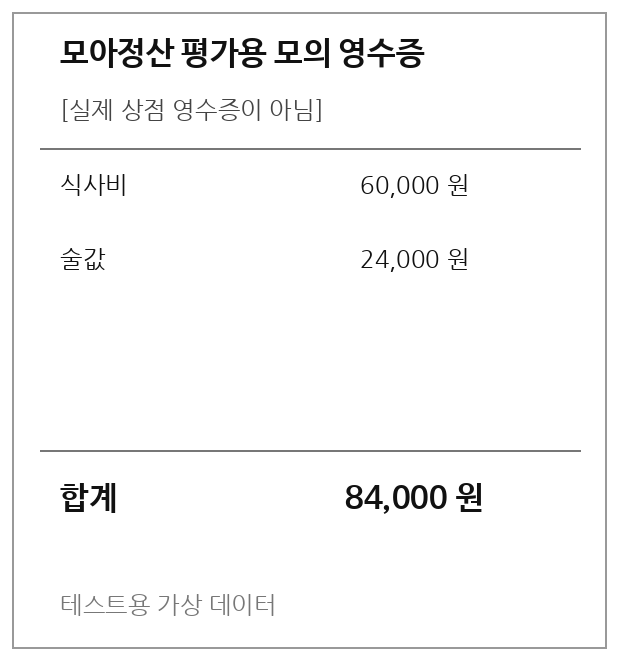 모아정산 평가용 모의 영수증
[실제 상점 영수증이 아님]
식사비 60,000 원
술값 24,000 원
합계 84,000 원
테스트용 가상 데이터